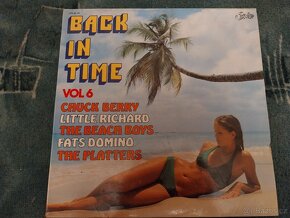 BACK
IN
TIME
VOL 6
CHUCK BERRY
LITTLE RICHARD
THE BEACH BOYS
FATS DOMINO
THE PLATTERS